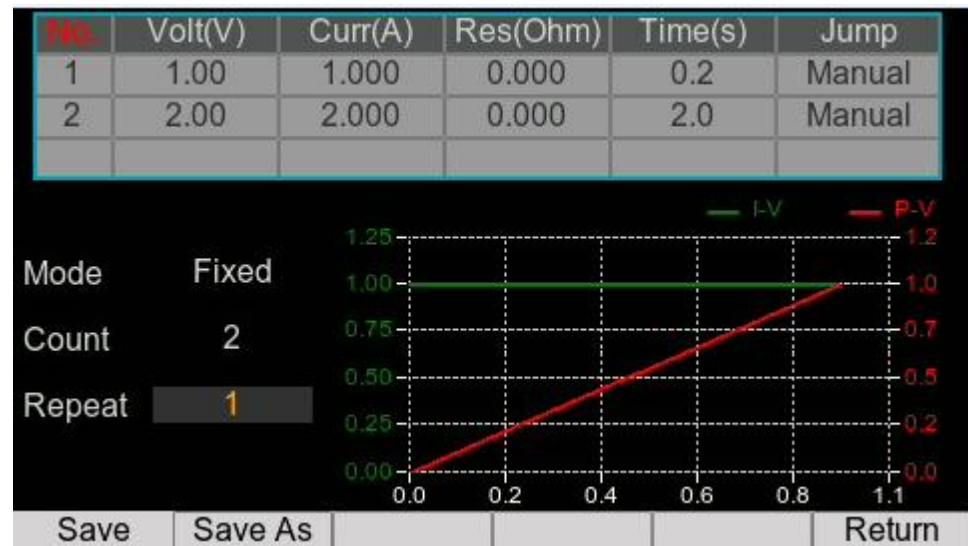 No. Volt(V) Curr(A) Res(Ohm) Time(s) Jump
1 1.00 1.000 0.000 0.2 Manual
2 2.00 2.000 0.000 2.0 Manual
I-V P-V
1.25 1.2
Mode Fixed
1.00 1.0
Count 2
0.75 0.7
0.50 0.5
Repeat 1
0.25 0.2
0.00 0.0
0.0 0.2 0.4 0.6 0.8 1.1
Save Save As Return